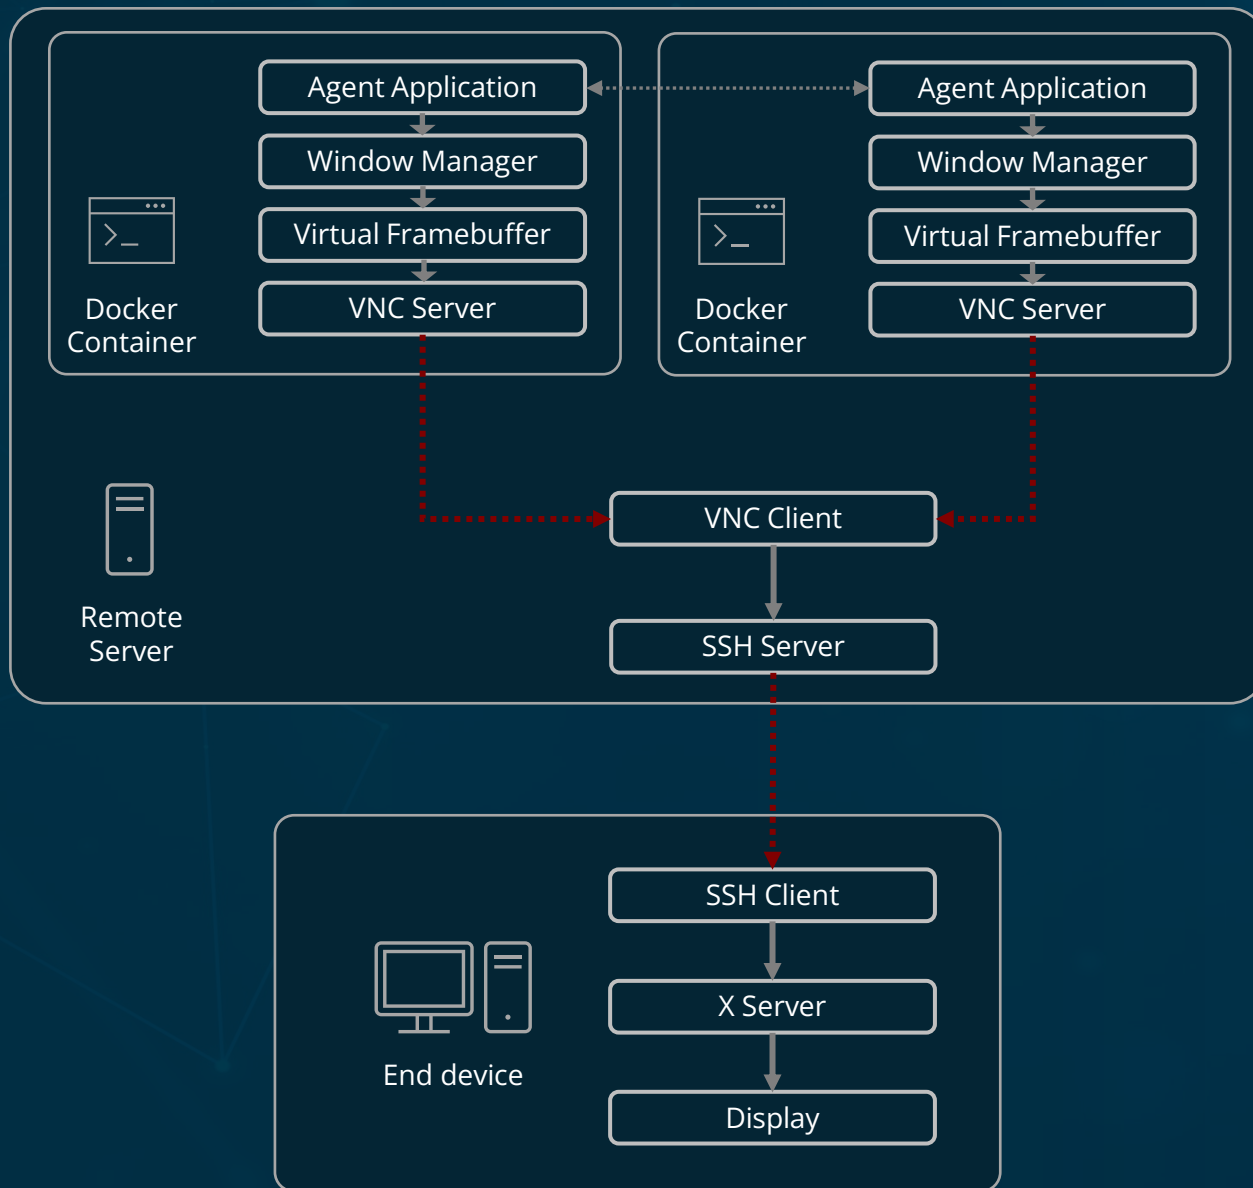 Agent Application
Window Manager
Virtual Framebuffer
VNC Server
Docker
Container
Agent Application
Window Manager
Virtual Framebuffer
VNC Server
Docker
Container
VNC Client
SSH Server
Remote
Server
SSH Client
X Server
Display
End device